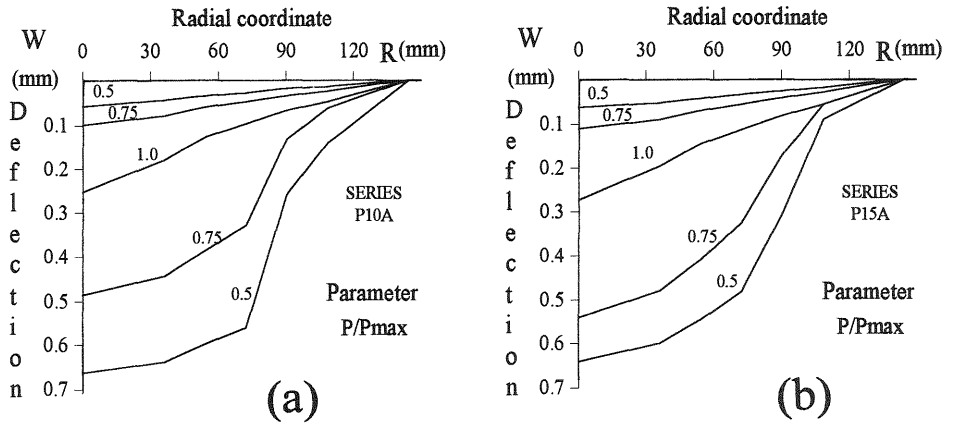 Radial coordinate
W 0 30 60 90 120 R (mm)
(mm)
Deflection
0.1
0.2
0.3
0.4
0.5
0.6
0.7
0.5
0.75
1.0
0.75
0.5
SERIES
P10A
Parameter
P/Pmax
(a)
Radial coordinate
W 0 30 60 90 120 R (mm)
(mm)
Deflection
0.1
0.2
0.3
0.4
0.5
0.6
0.7
0.5
0.75
1.0
0.75
0.5
SERIES
P15A
Parameter
P/Pmax
(b)